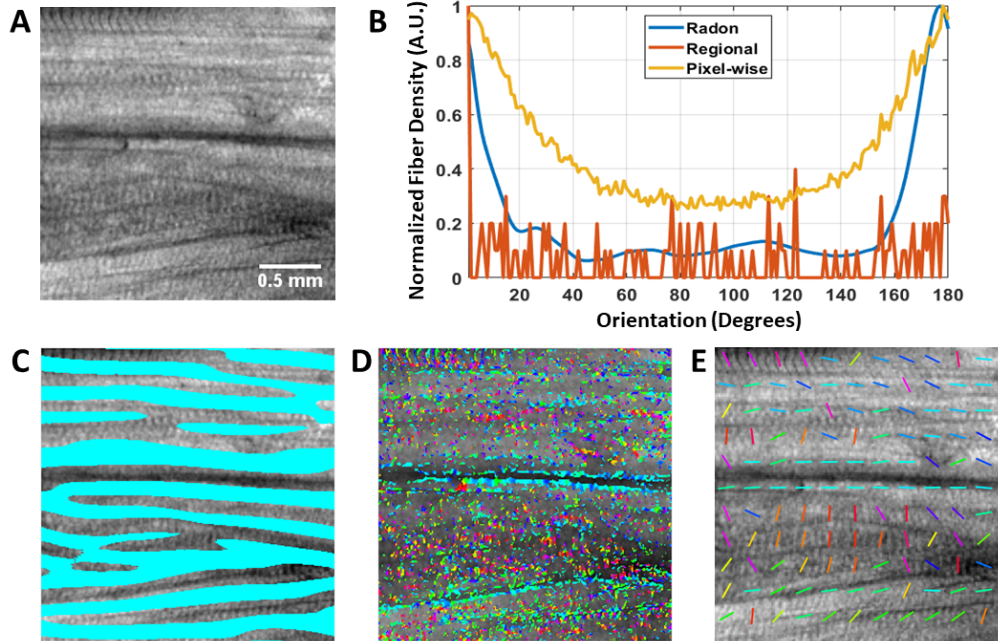 A
0.5 mm
B
Normalized Fiber Density (A.U.)
1
0.8
0.6
0.4
0.2
0
Radon
Regional
Pixel-wise
20 40 60 80 100 120 140 160 180
Orientation (Degrees)
C
D
E